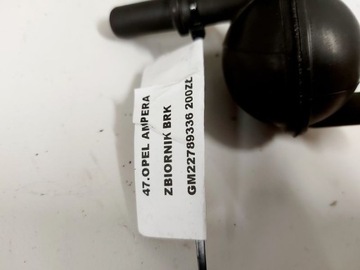 47.OPEL AMPERA
ZBIORNIK BRK
GM22789336 200ZŁ